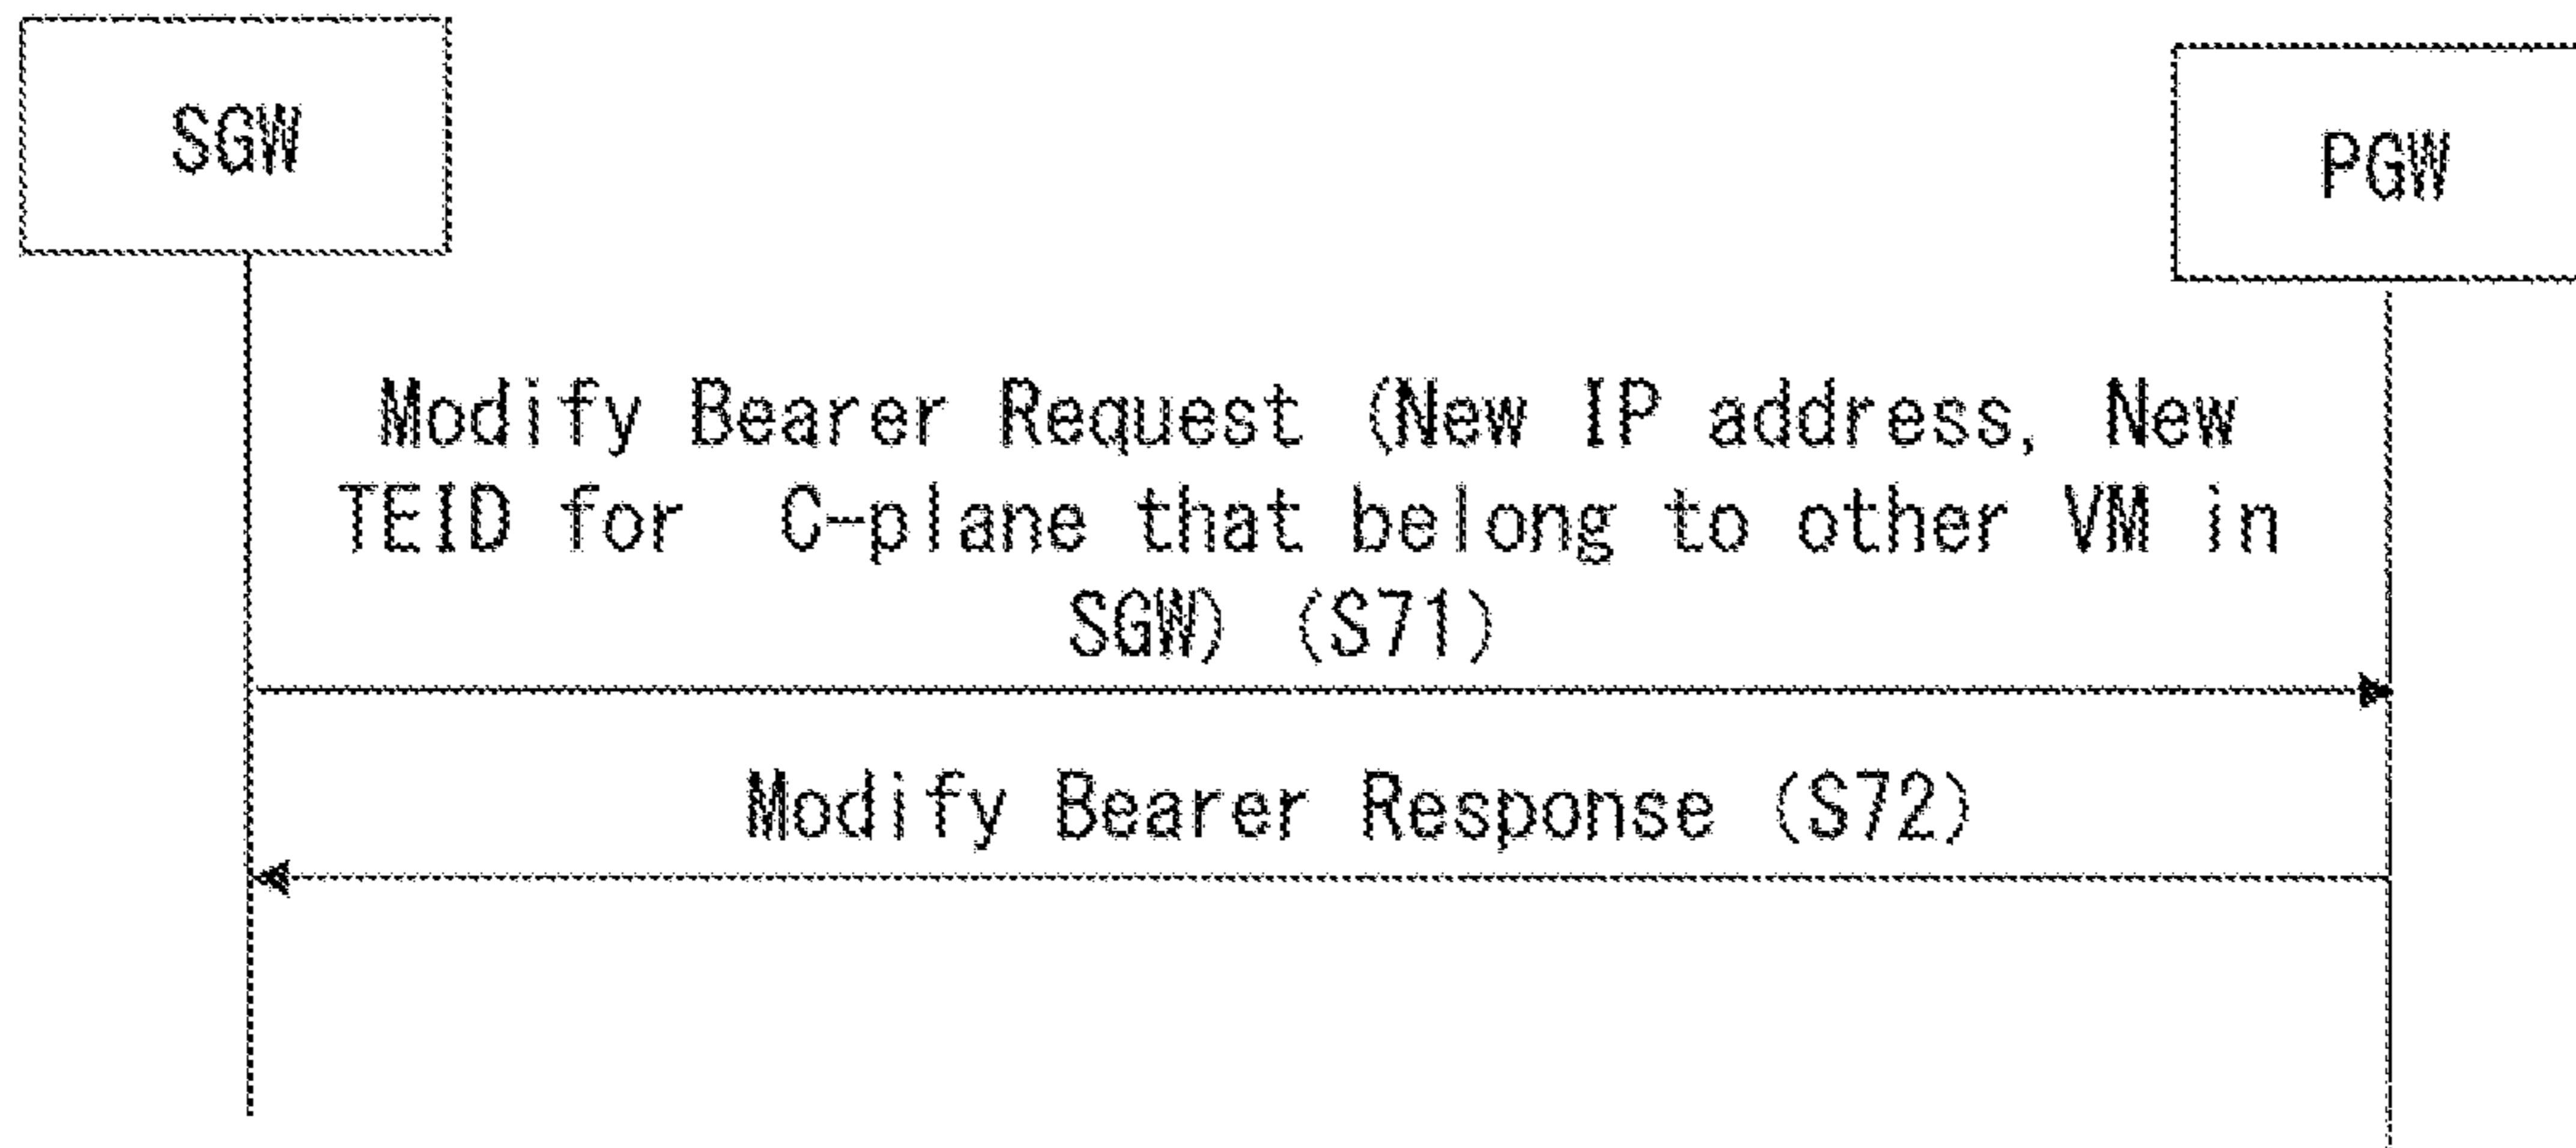 SGW
PGW
Modify Bearer Request (New IP address, New
TEID for C-plane that belong to other VM in
SGW) (S71)
Modify Bearer Response (S72)